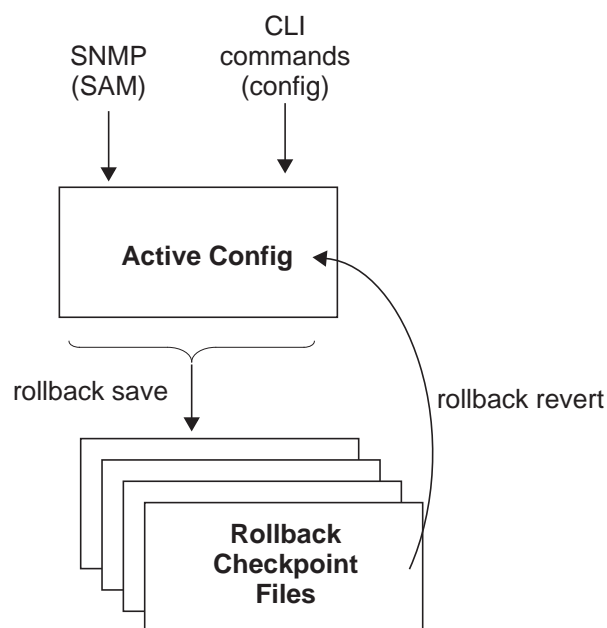 SNMP
(SAM)
CLI
commands
(config)
Active Config
rollback save
rollback revert
Rollback
Checkpoint
Files